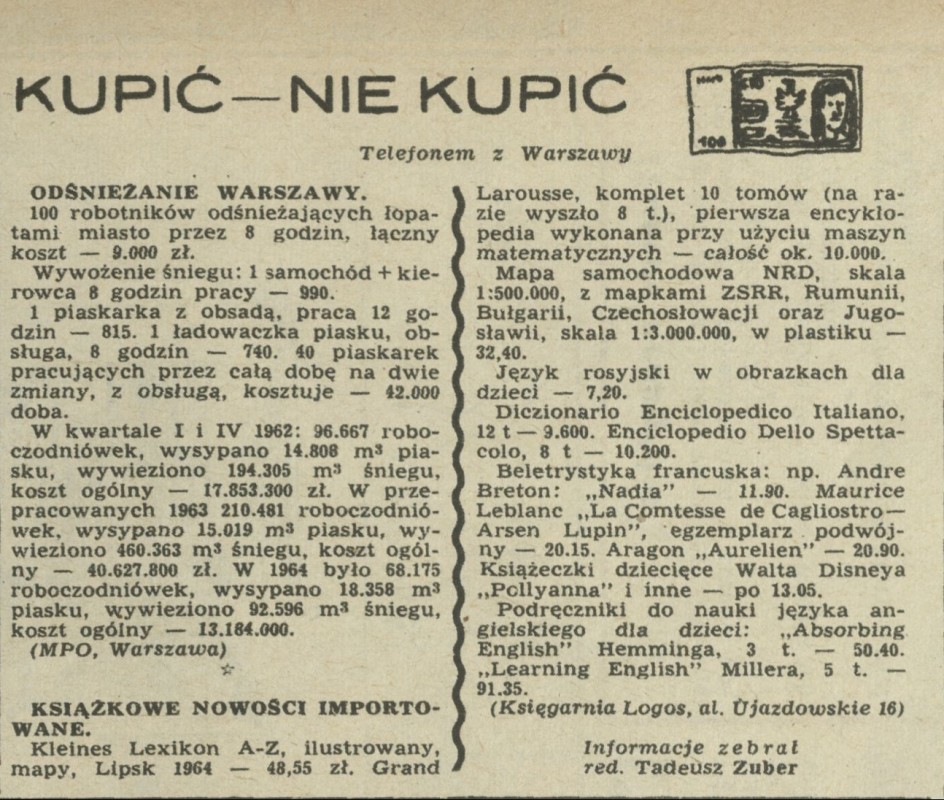 KUPIĆ—NIE KUPIĆ
100
Telefonem z Warszawy
ODŚNIEŻANIE WARSZAWY.
100 robotników odśnieżających łopa-
tami miasto przez 8 godzin, łączny
koszt — 9.000 zł.
Wywożenie śniegu: 1 samochód + kie-
rowca 8 godzin pracy — 990.
1 piaskarka z obsadą, praca 12 go-
dzin — 815. 1 ładowaczka piasku, ob-
sługa, 8 godzin — 740. 40 piaskarek
pracujących przez całą dobę na dwie
zmiany, z obsługą, kosztuje — 42.000
doba.
W kwartale I i IV 1962: 96.667 robo-
czodniówek, wysypano 14.808 m³ pia-
sku, wywieziono 194.305 m³ śniegu,
koszt ogólny — 17.853.300 zł. W prze-
pracowanych 1963 210.481 roboczodnió-
wek, wysypano 15.019 m³ piasku, wy-
wieziono 460.363 m³ śniegu, koszt ogól-
ny — 40.627.800 zł. W 1964 było 68.175
roboczodniówek, wysypano 18.358 m³
piasku, wywieziono 92.596 m³ śniegu,
koszt ogólny — 13.184.000.
(MPO, Warszawa)
☆
KSIĄŻKOWE NOWOŚCI IMPORTO-
WANE.
Kleines Lexikon A-Z, ilustrowany,
mapy, Lipsk 1964 — 48,55 zł. Grand
Larousse, komplet 10 tomów (na ra-
zie wyszło 8 t.), pierwsza encyklo-
pedia wykonana przy użyciu maszyn
matematycznych — całość ok. 10.000.
Mapa samochodowa NRD, skala
1:500.000, z mapkami ZSRR, Rumunii,
Bułgarii, Czechosłowacji oraz Jugo-
sławii, skala 1:3.000.000, w plastiku —
32,40.
Język rosyjski w obrazkach dla
dzieci — 7,20.
Diczionario Enciclopedico Italiano,
12 t — 9.600. Enciclopedio Dello Spetta-
colo, 8 t — 10.200.
Beletrystyka francuska: np. Andre
Breton: „Nadia” — 11.90. Maurice
Leblanc „La Comtesse de Cagliostro—
Arsen Lupin”, egzemplarz podwój-
ny — 20.15. Aragon „Aurelien” — 20.90.
Książeczki dziecięce Walta Disneya
„Pollyanna” i inne — po 13.05.
Podręczniki do nauki języka an-
gielskiego dla dzieci: „Absorbing
English” Hemminga, 3 t. — 50.40.
„Learning English” Millera, 5 t. —
91.35.
(Księgarnia Logos, al. Ujazdowskie 16)
Informacje zebrał
red. Tadeusz Zuber